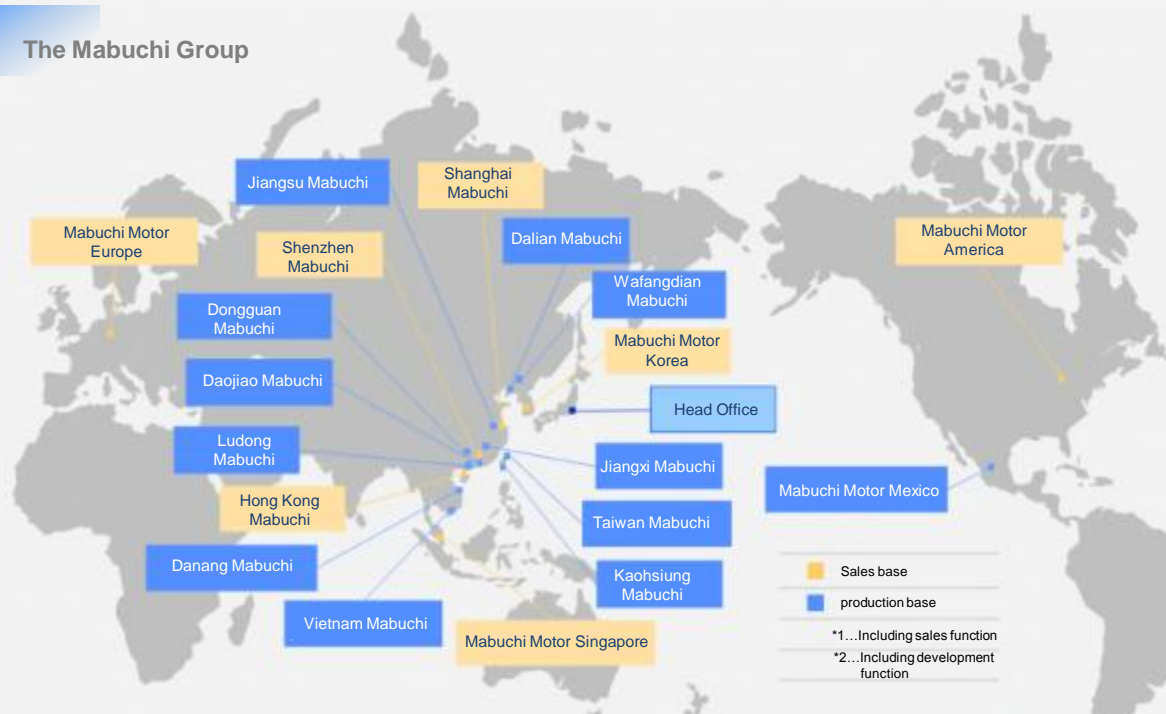 The Mabuchi Group
Jiangsu Mabuchi
Shanghai
Mabuchi
Mabuchi Motor
Europe
Shenzhen
Mabuchi
Dalian Mabuchi
Mabuchi Motor
America
Wafangdian
Mabuchi
Dongguan
Mabuchi
Mabuchi Motor
Korea
Daojiao Mabuchi
Head Office
Ludong
Mabuchi
Jiangxi Mabuchi
Mabuchi Motor Mexico
Hong Kong
Mabuchi
Taiwan Mabuchi
Danang Mabuchi
Kaohsiung
Mabuchi
Vietnam Mabuchi
Mabuchi Motor Singapore
Sales base
production base
*1…Including sales function
*2…Including development
function